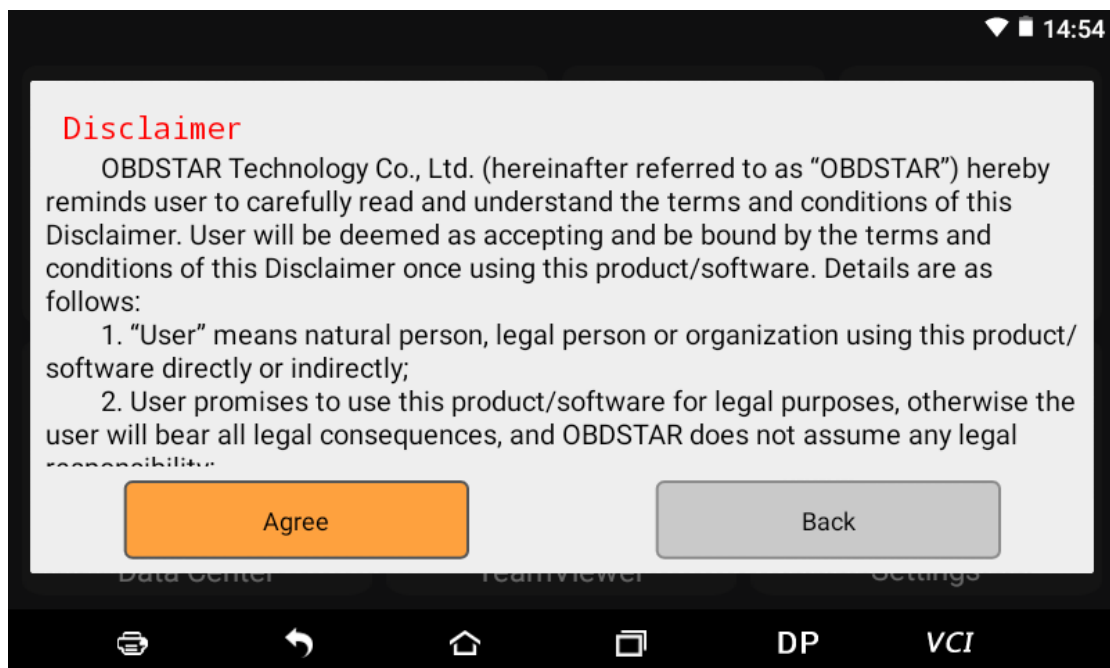 14:54
Disclaimer
OBDSTAR Technology Co., Ltd. (hereinafter referred to as “OBDSTAR”) hereby
reminds user to carefully read and understand the terms and conditions of this
Disclaimer. User will be deemed as accepting and be bound by the terms and
conditions of this Disclaimer once using this product/software. Details are as
follows:
1. “User” means natural person, legal person or organization using this product/
software directly or indirectly;
2. User promises to use this product/software for legal purposes, otherwise the
user will bear all legal consequences, and OBDSTAR does not assume any legal
responsibility;
Agree Back
Data Center TeamViewer Settings
DP VCI